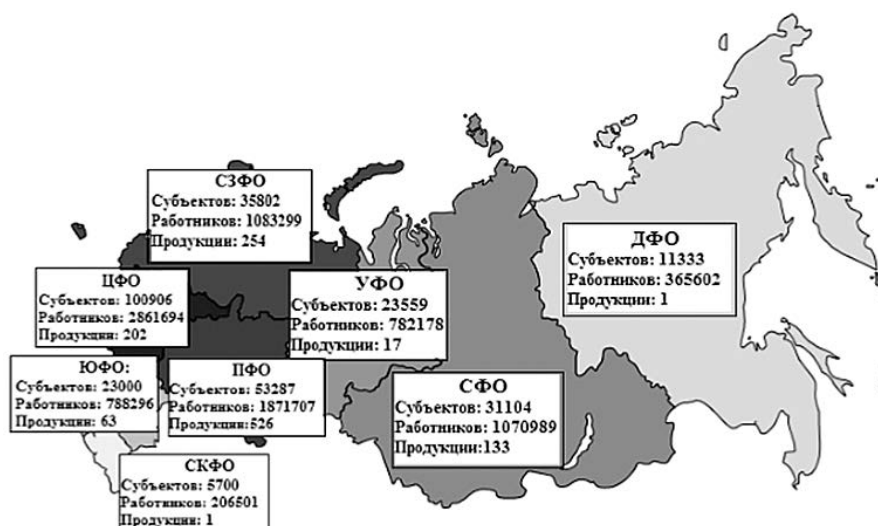 СЗФО
Субъектов: 35802
Работников: 1083299
Продукции: 254
ДФО
Субъектов: 11333
Работников: 365602
Продукции: 1
ЦФО
Субъектов: 100906
Работников: 2861694
Продукции: 202
УФО
Субъектов: 23559
Работников: 782178
Продукции: 17
ЮФО:
Субъектов: 23000
Работников: 788296
Продукции: 63
ПФО
Субъектов: 53287
Работников: 1871707
Продукции:526
СФО
Субъектов: 31104
Работников: 1070989
Продукции:133
СКФО
Субъектов: 5700
Работников: 206501
Продукции: 1